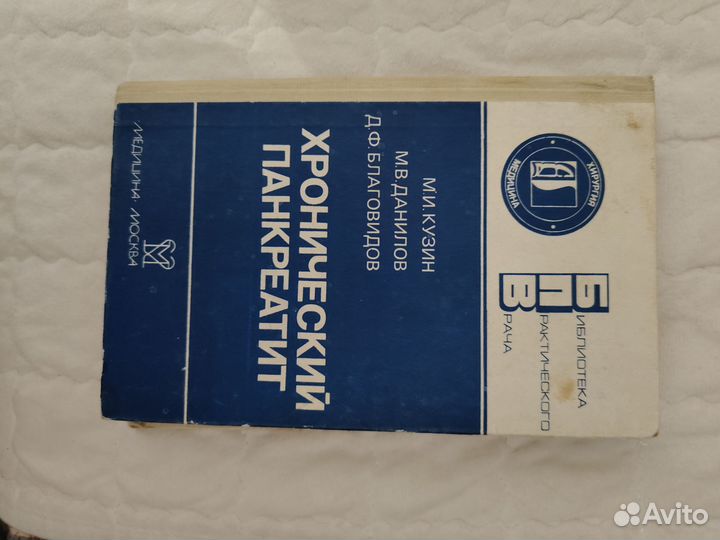 ХИРУРГИЯ
МЕДИЦИНА
БИБЛИОТЕКА
ПРАКТИЧЕСКОГО
ВРАЧА
М.И.КУЗИН
М.В.ДАНИЛОВ
Д.Ф.БЛАГОВИДОВ
ХРОНИЧЕСКИЙ
ПАНКРЕАТИТ
МЕДИЦИНА·МОСКВА
Avito